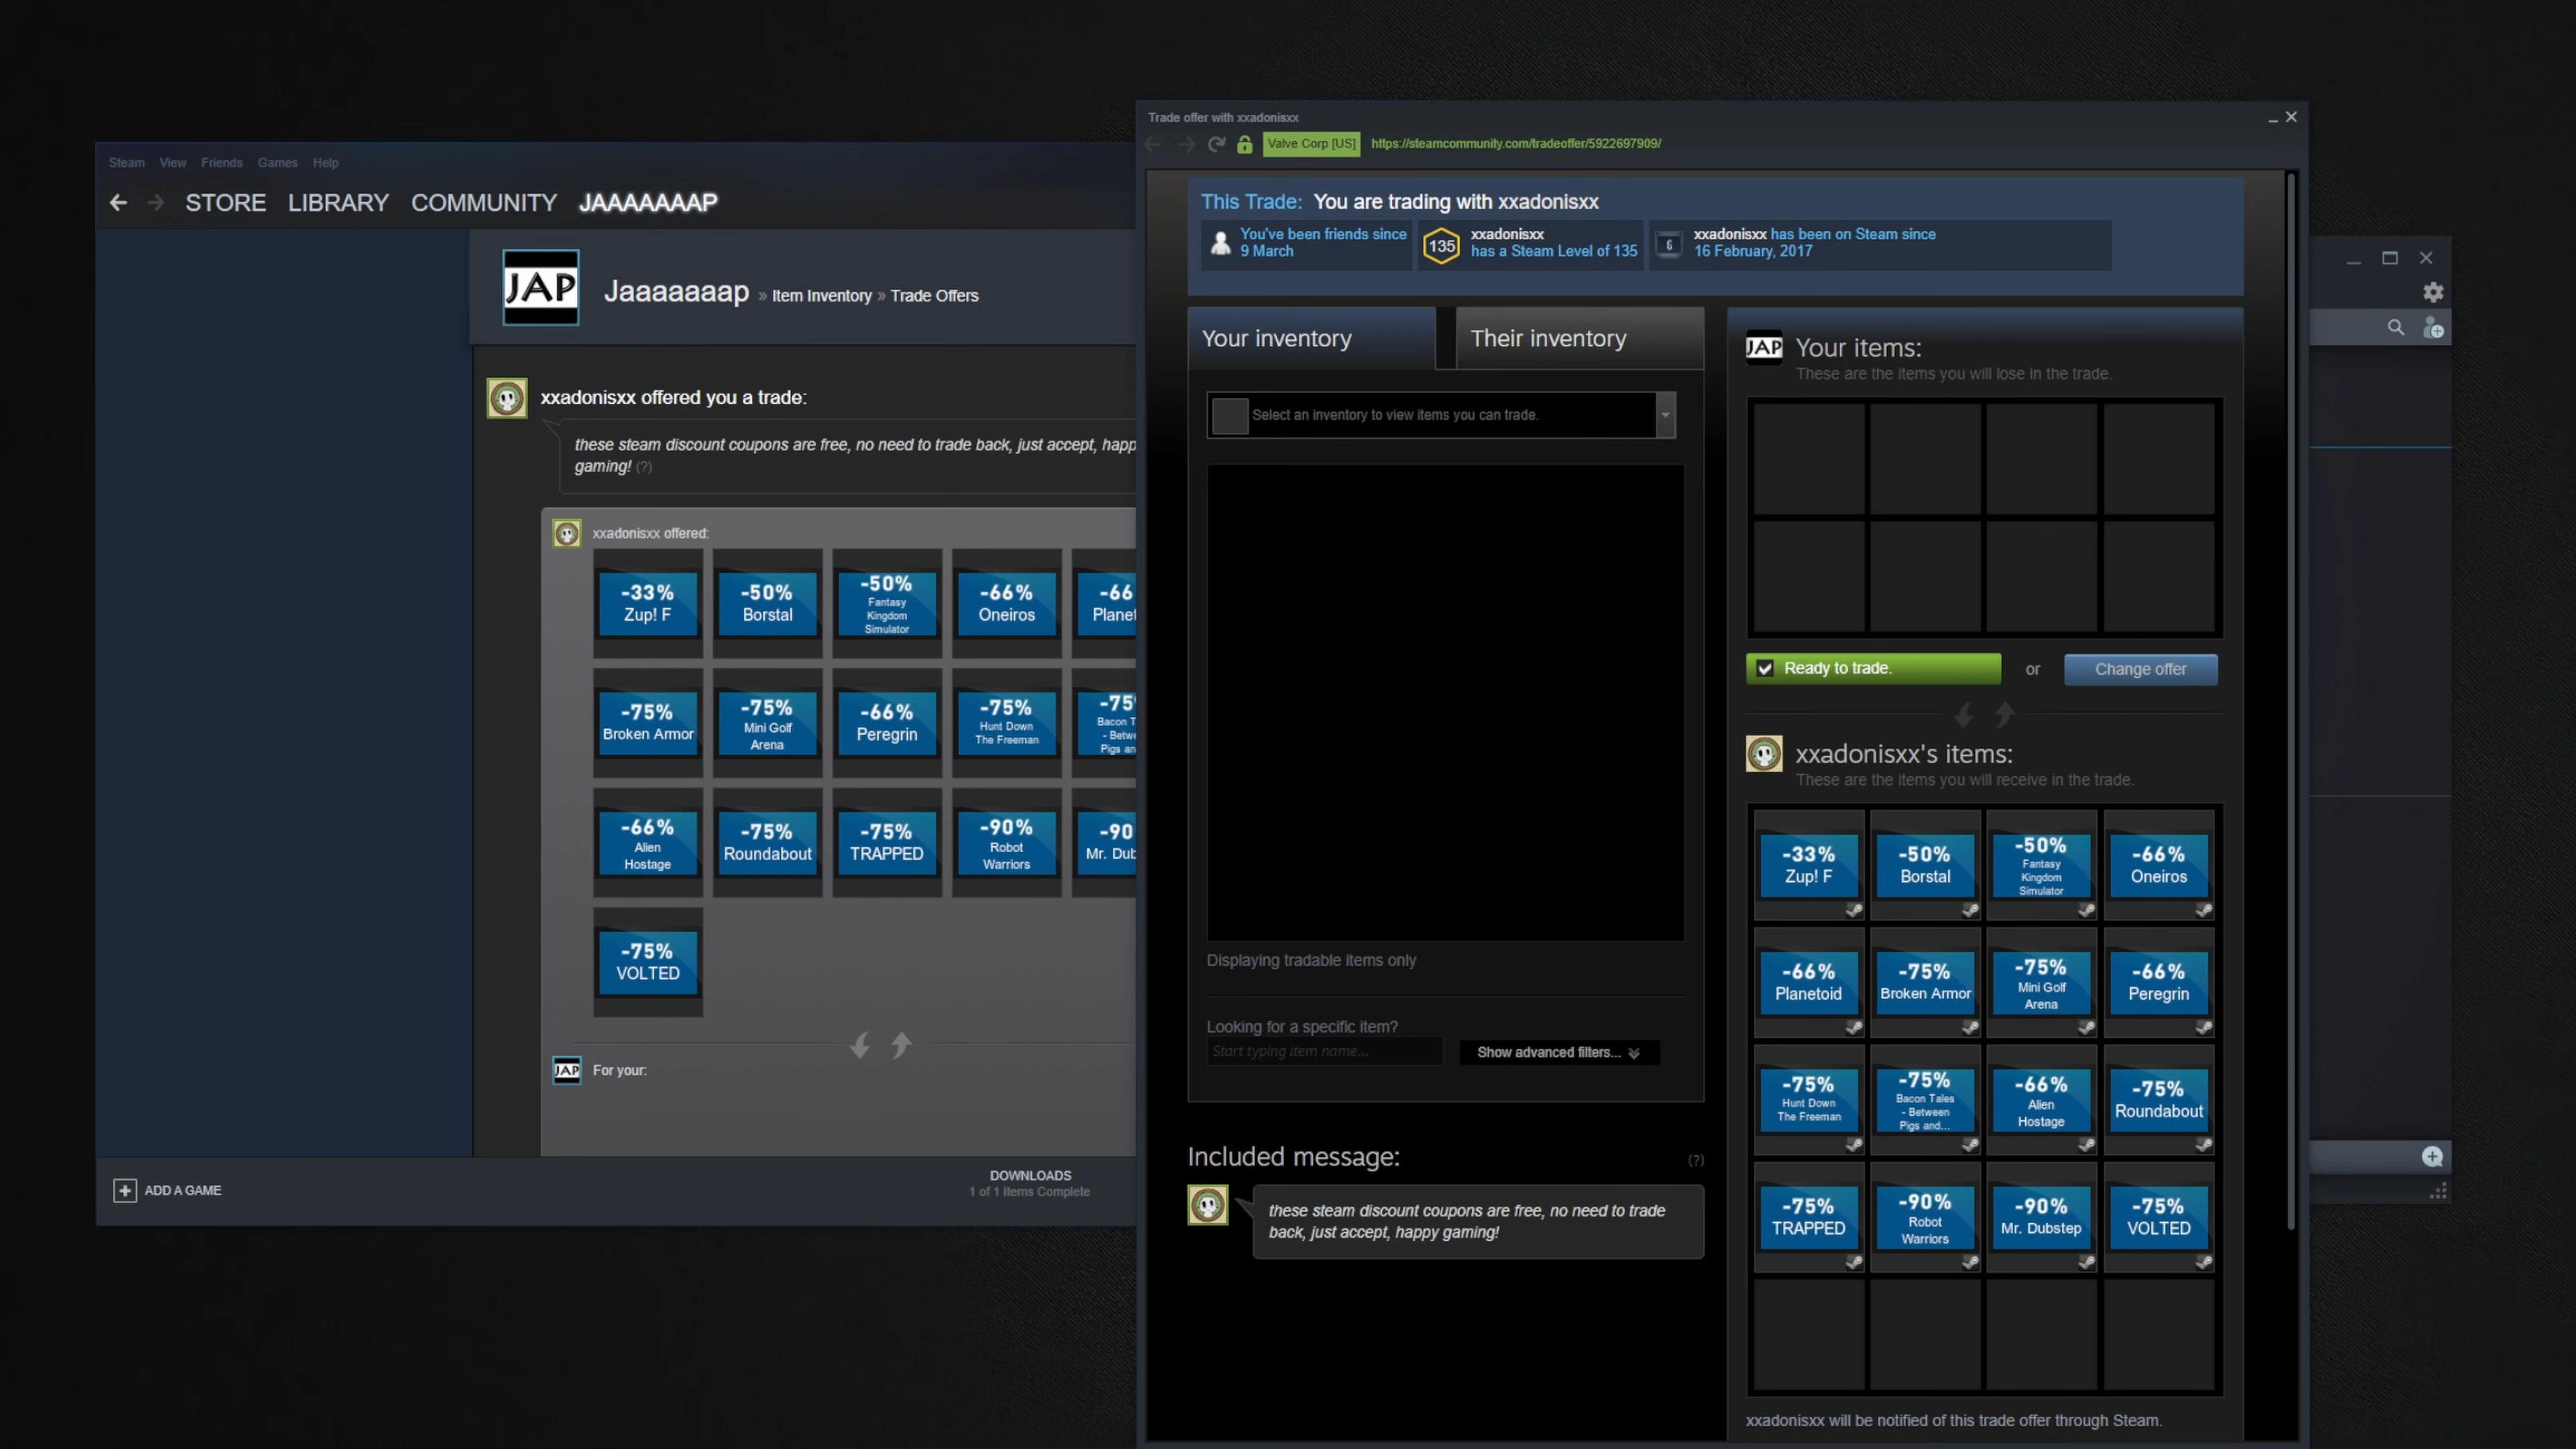 Steam View Friends Games Help
STORE LIBRARY COMMUNITY JAAAAAAAP
JAP
Jaaaaaaap » Item Inventory » Trade Offers
xxadonisxx offered you a trade:
these steam discount coupons are free, no need to trade back, just accept, happ
gaming! (?)
xxadonisxx offered:
-33%
Zup! F
-50%
Borstal
-50%
Fantasy
Kingdom
Simulator
-66%
Oneiros
-66
Planet
-75%
Broken Armor
-75%
Mini Golf
Arena
-66%
Peregrin
-75%
Hunt Down
The Freeman
-75
Bacon T
- Betwe
Pigs an
-66%
Alien
Hostage
-75%
Roundabout
-75%
TRAPPED
-90%
Robot
Warriors
-90
Mr. Dub
-75%
VOLTED
JAP For your:
ADD A GAME
DOWNLOADS
1 of 1 Items Complete
Trade offer with xxadonisxx
Valve Corp [US] https://steamcommunity.com/tradeoffer/5922697909/
This Trade: You are trading with xxadonisxx
You've been friends since
9 March
135
xxadonisxx
has a Steam Level of 135
6
xxadonisxx has been on Steam since
16 February, 2017
Your inventory
Their inventory
Select an inventory to view items you can trade.
Displaying tradable items only
Looking for a specific item?
Start typing item name...
Show advanced filters...
Included message:
(?)
these steam discount coupons are free, no need to trade
back, just accept, happy gaming!
JAP Your items:
These are the items you will lose in the trade.
Ready to trade. or Change offer
xxadonisxx's items:
These are the items you will receive in the trade.
-33%
Zup! F
-50%
Borstal
-50%
Fantasy
Kingdom
Simulator
-66%
Oneiros
-66%
Planetoid
-75%
Broken Armor
-75%
Mini Golf
Arena
-66%
Peregrin
-75%
Hunt Down
The Freeman
-75%
Bacon Tales
- Between
Pigs and...
-66%
Alien
Hostage
-75%
Roundabout
-75%
TRAPPED
-90%
Robot
Warriors
-90%
Mr. Dubstep
-75%
VOLTED
xxadonisxx will be notified of this trade offer through Steam.